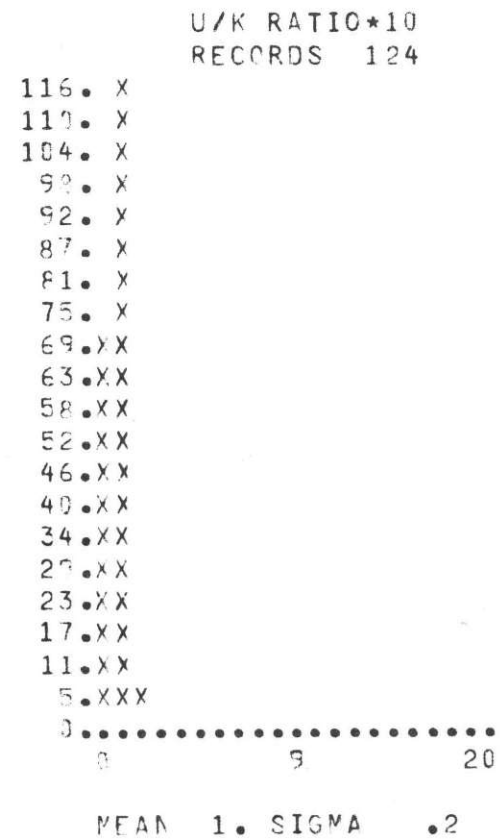 U/K RATIO*10
RECORDS 124
116. X
110. X
104. X
98. X
92. X
87. X
81. X
75. X
69.XX
63.XX
58.XX
52.XX
46.XX
40.XX
34.XX
29.XX
23.XX
17.XX
11.XX
5.XXX
0......................
0 9 20
MEAN 1. SIGMA .2